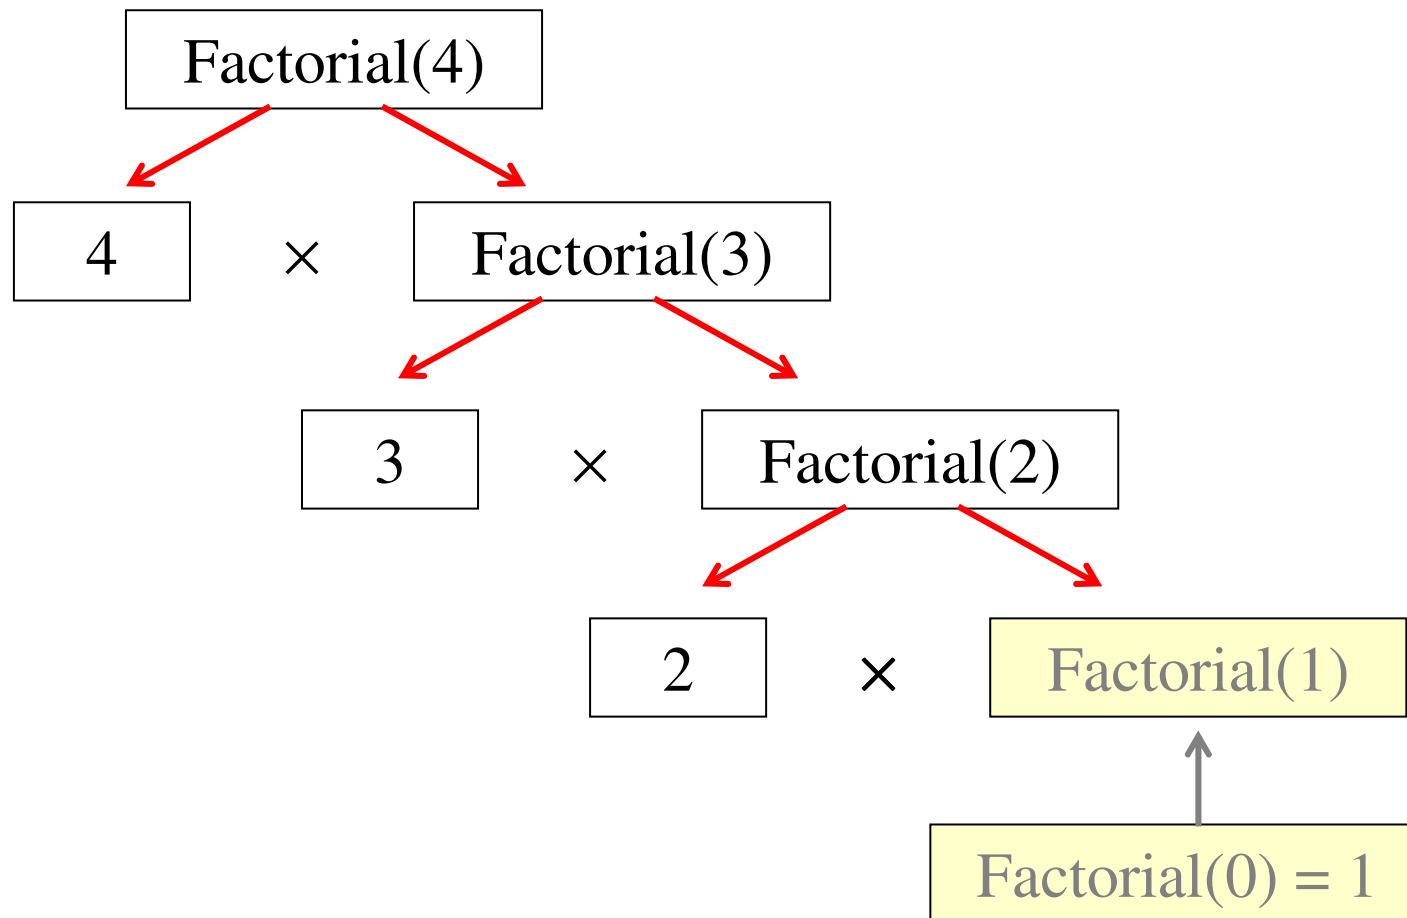 Factorial(4)
4 × Factorial(3)
3 × Factorial(2)
2 × Factorial(1)
Factorial(0) = 1